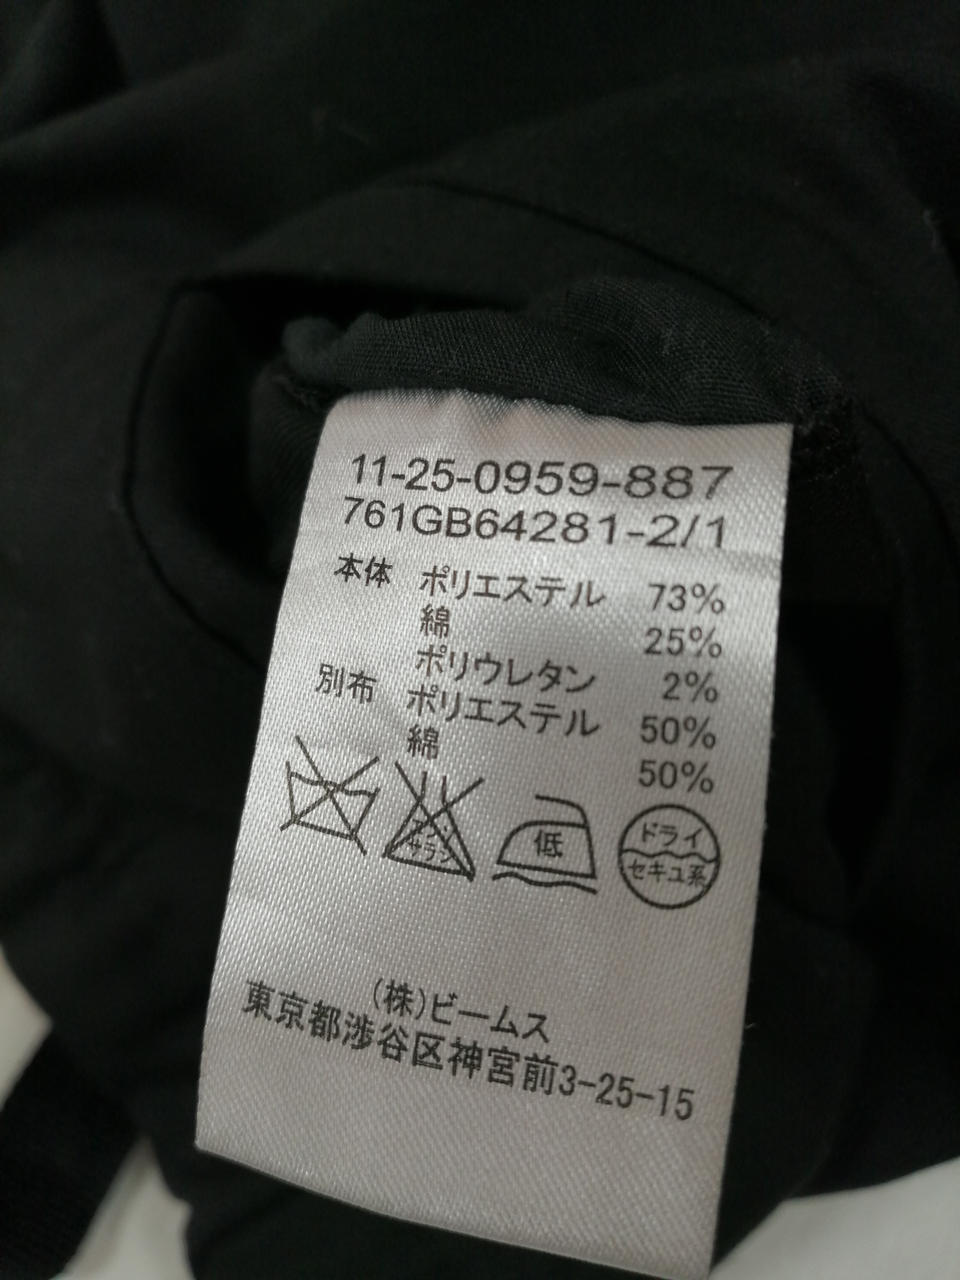 11-25-0959-887
761GB64281-2/1
本体 ポリエステル 73%
綿 25%
ポリウレタン 2%
別布 ポリエステル 50%
綿 50%
エンソ サラシ
低
ドライ
セキユ系
(株)ビームス
東京都渋谷区神宮前3-25-15